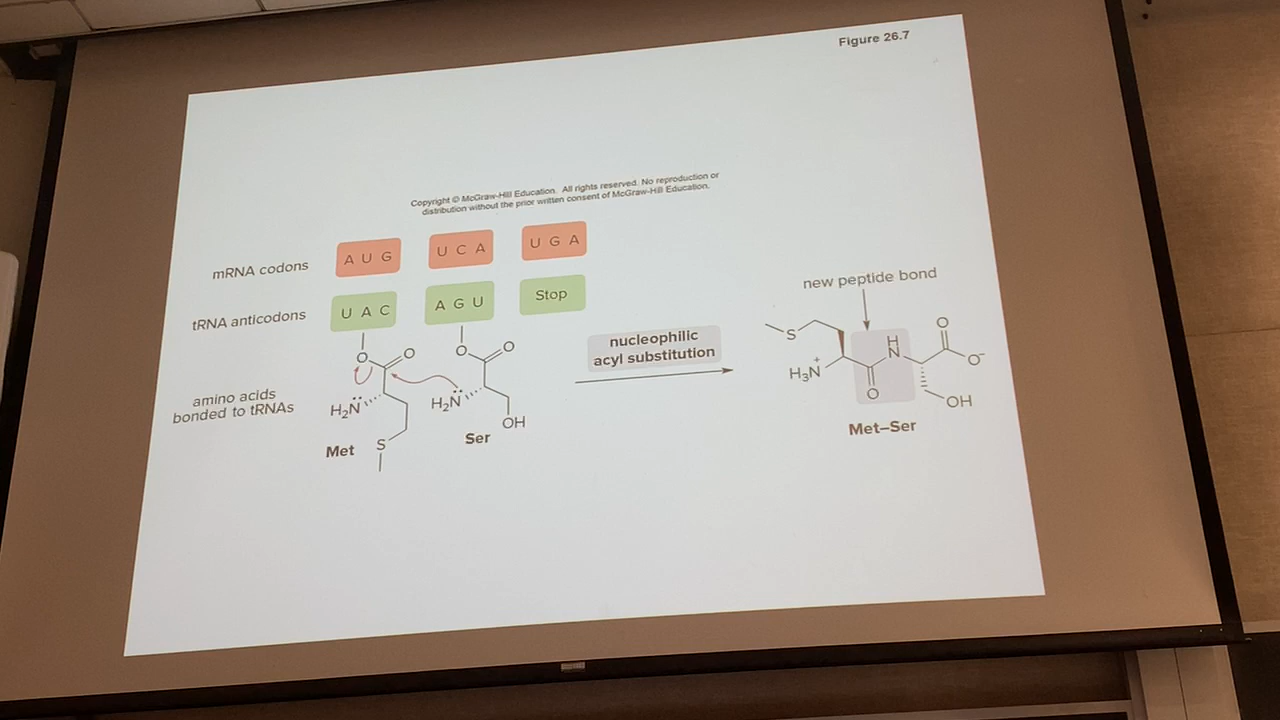 Figure 26.7
Copyright © McGraw-Hill Education. All rights reserved. No reproduction or
distribution without the prior written consent of McGraw-Hill Education.
mRNA codons
A U G
U C A
U G A
tRNA anticodons
U A C
A G U
Stop
amino acids
bonded to tRNAs
O
O
H₂N
S
Met
O
O
H₂N
OH
Ser
nucleophilic
acyl substitution
new peptide bond
S
H₃N⁺
O
H
N
O
O⁻
OH
Met–Ser